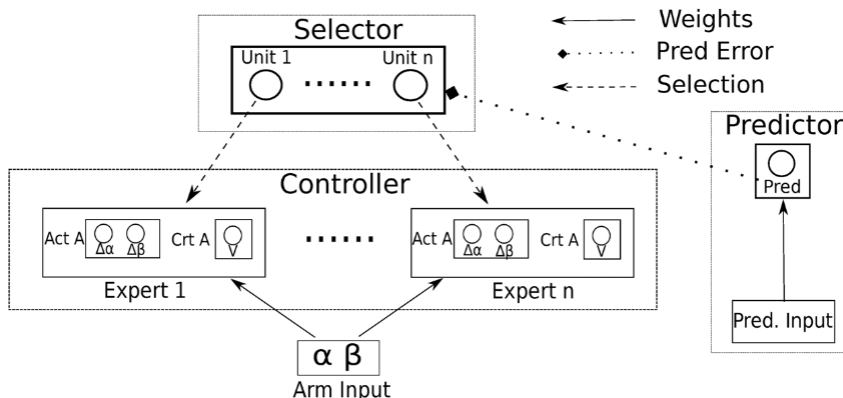 Selector
Unit 1 Unit n
Weights
Pred Error
Selection
Predictor
Pred
Pred. Input
Controller
Act A Δα Δβ Crt A V
Expert 1
Act A Δα Δβ Crt A V
Expert n
α β
Arm Input